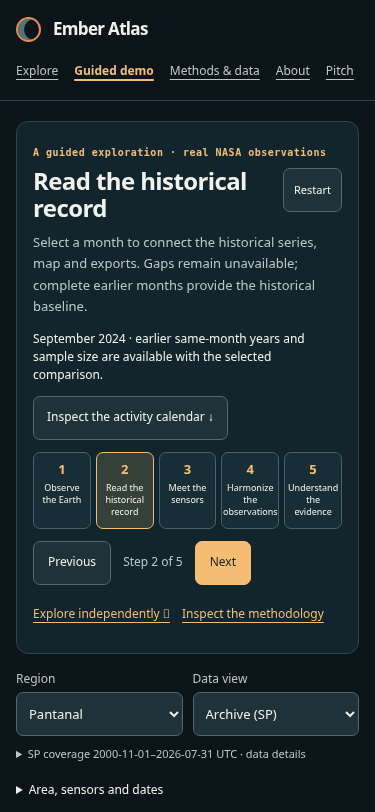 Ember Atlas
Explore Guided demo Methods & data About Pitch
A guided exploration · real NASA observations
Read the historical
record
Restart
Select a month to connect the historical series,
map and exports. Gaps remain unavailable;
complete earlier months provide the historical
baseline.
September 2024 · earlier same-month years and
sample size are available with the selected
comparison.
Inspect the activity calendar ↓
1
Observe
the Earth
2
Read the
historical
record
3
Meet the
sensors
4
Harmonize
the
observations
5
Understand
the
evidence
Previous Step 2 of 5 Next
Explore independently Inspect the methodology
Region
Pantanal
Data view
Archive (SP)
▶ SP coverage 2000-11-01–2026-07-31 UTC · data details
▶ Area, sensors and dates